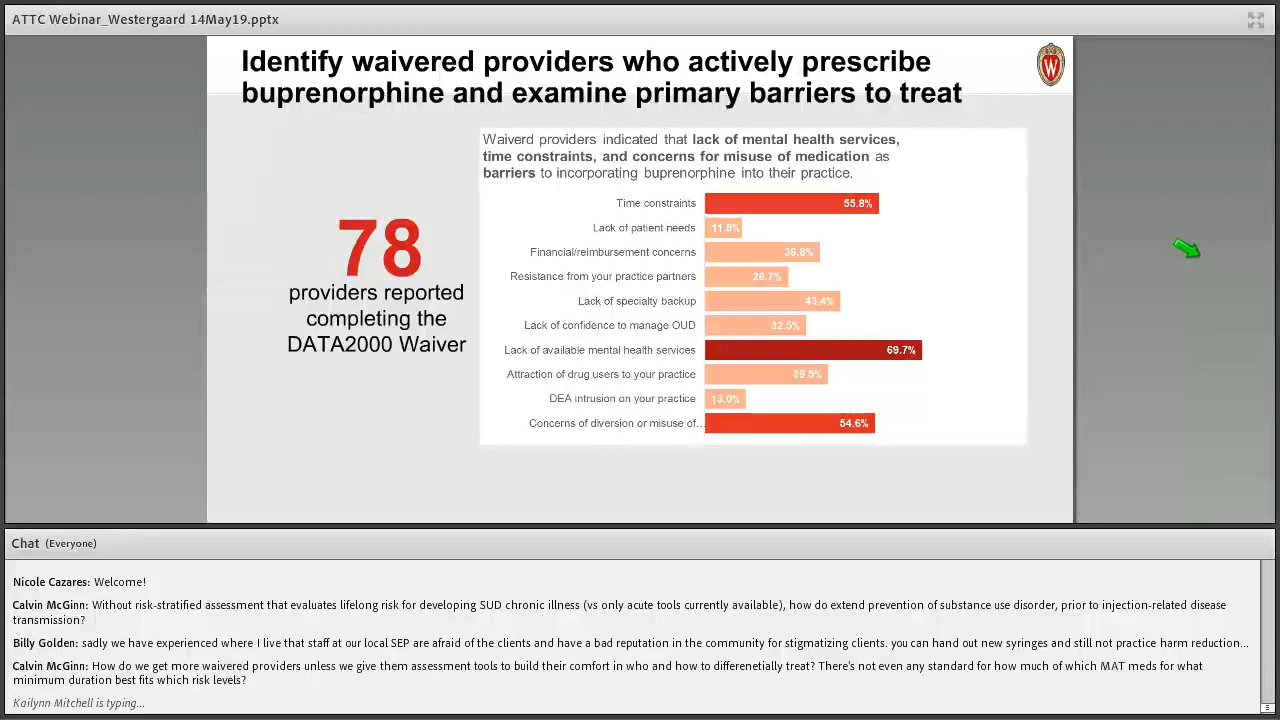 ATTC Webinar_Westergaard 14May19.pptx
Identify waivered providers who actively prescribe
buprenorphine and examine primary barriers to treat
W
78
providers reported
completing the
DATA2000 Waiver
Waiverd providers indicated that lack of mental health services,
time constraints, and concerns for misuse of medication as
barriers to incorporating buprenorphine into their practice.
Time constraints 55.8%
Lack of patient needs 11.8%
Financial/reimbursement concerns 36.8%
Resistance from your practice partners 26.7%
Lack of specialty backup 43.4%
Lack of confidence to manage OUD 32.5%
Lack of available mental health services 69.7%
Attraction of drug users to your practice 39.5%
DEA intrusion on your practice 13.0%
Concerns of diversion or misuse of... 54.6%
Chat (Everyone)
Nicole Cazares: Welcome!
Calvin McGinn: Without risk-stratified assessment that evaluates lifelong risk for developing SUD chronic illness (vs only acute tools currently available), how do extend prevention of substance use disorder, prior to injection-related disease
transmission?
Billy Golden: sadly we have experienced where I live that staff at our local SEP are afraid of the clients and have a bad reputation in the community for stigmatizing clients. you can hand out new syringes and still not practice harm reduction...
Calvin McGinn: How do we get more waivered providers unless we give them assessment tools to build their comfort in who and how to differenetially treat? There's not even any standard for how much of which MAT meds for what
minimum duration best fits which risk levels?
Kailynn Mitchell is typing...